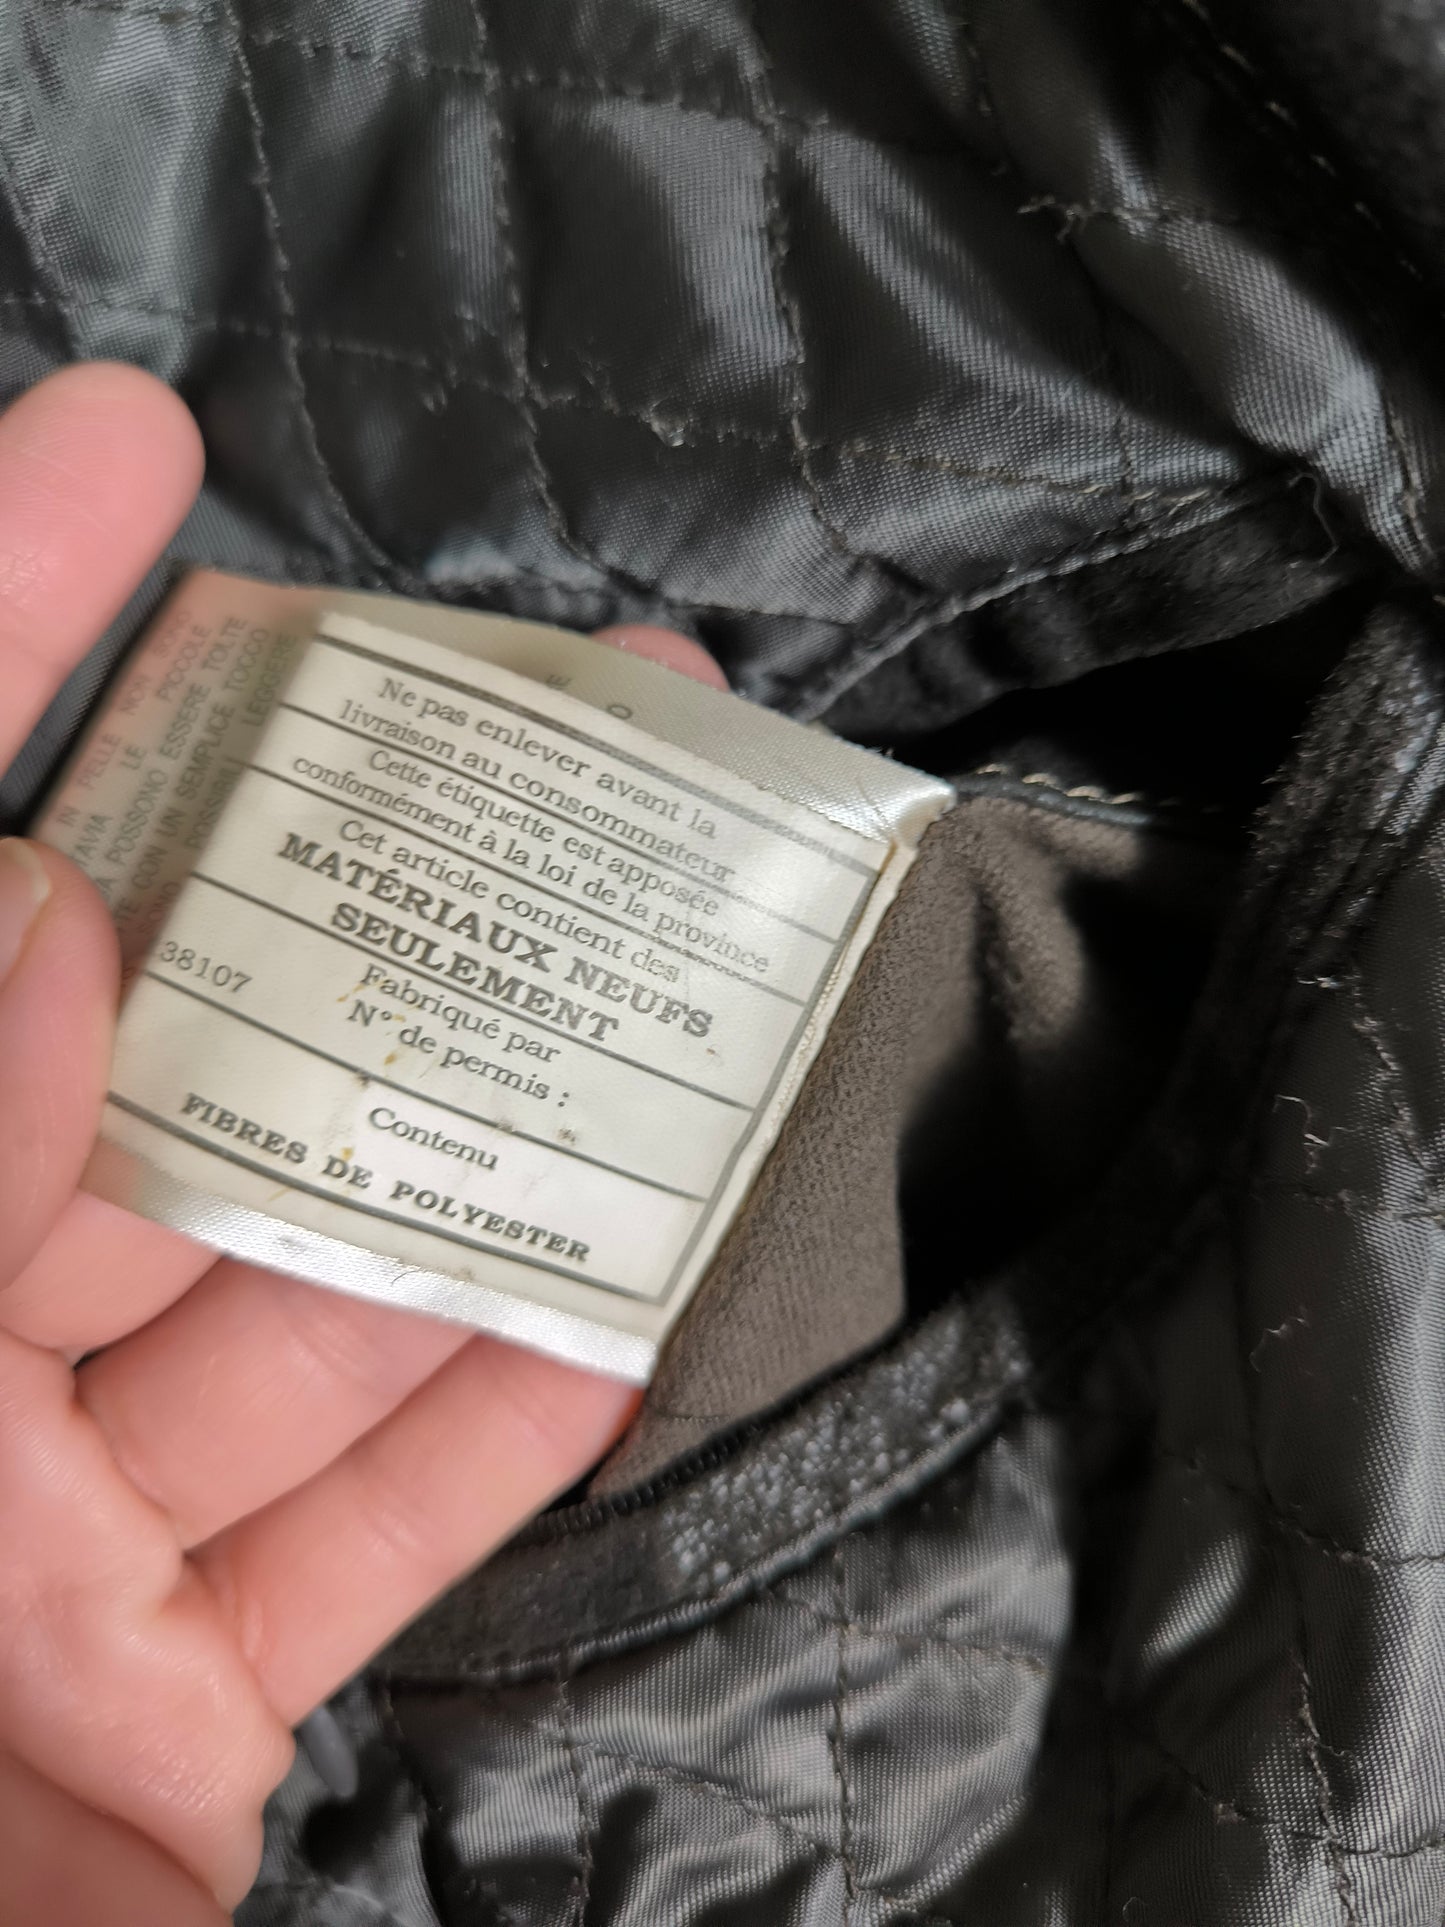 Ne pas enlever avant la
livraison au consommateur
Cette étiquette est apposée
conformément à la loi de la province
Cet article contient des
MATÉRIAUX NEUFS
SEULEMENT
Fabriqué par
N° de permis :
38107
Contenu
FIBRES DE POLYESTER
IN PELLE NON SONO
LE PICCOLE
POSSONO ESSERE TOLTE
CON UN SEMPLICE TOCCO
LEGGERE